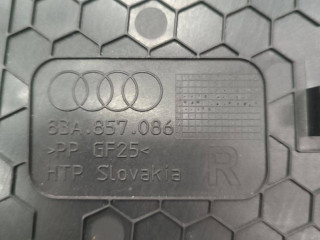 83A.857.086
>PP GF25<
HTP Slovakia
R